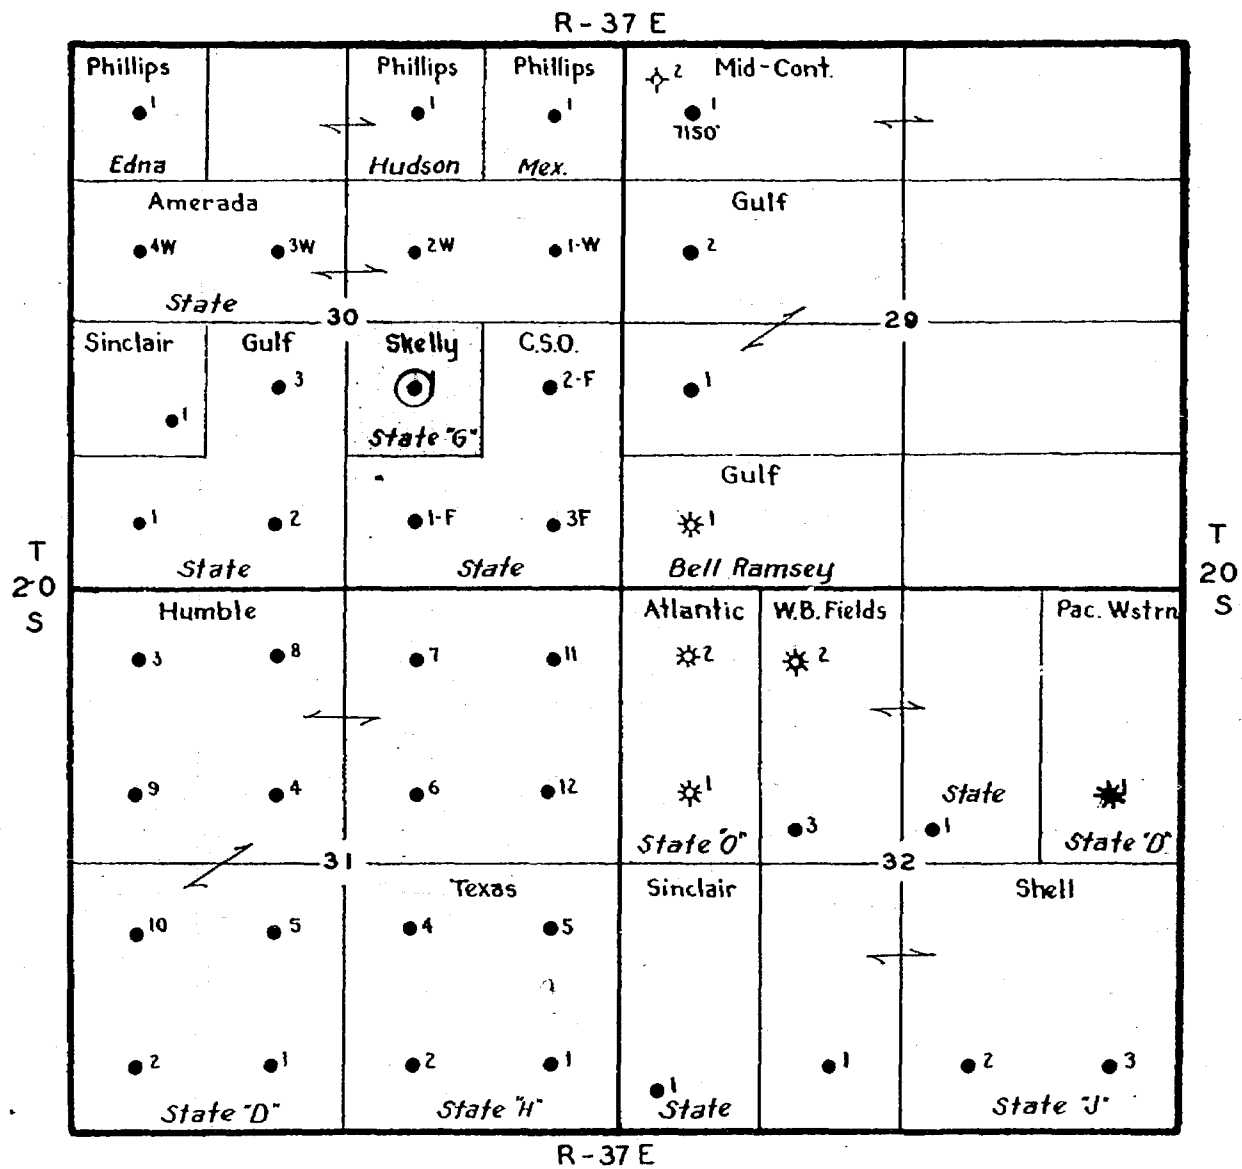 R-37 E
Phillips Phillips Phillips 2 Mid-Cont.
1 1 1 1
7150'
Edna Hudson Mex.
Amerada Gulf
4W 3W 2W 1-W 2
State
30 29
Sinclair Gulf Skelly C.S.O.
3 2-F 1
1
State "G"
Gulf
1 2 1-F 3F 1
State State Bell Ramsey
T
20
S
T
20
S
Humble Atlantic W.B. Fields Pac. Wstrn
3 8 7 11 2 2
9 4 6 12 1 State 1
3 1
State "O" State "D"
31 32
Texas Sinclair Shell
10 5 4 5
2 1 2 1 1 2 3
1
State "D" State "H" State State "J"
R-37 E